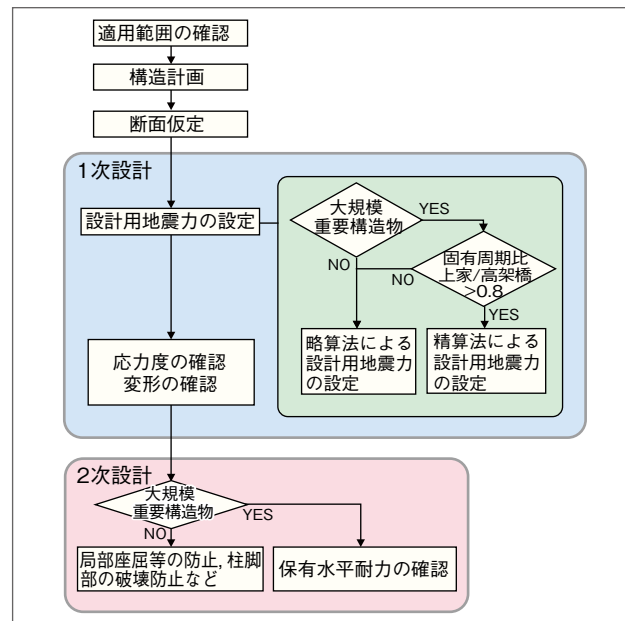 適用範囲の確認
構造計画
断面仮定
1次設計
設計用地震力の設定
大規模
重要構造物
YES
NO
固有周期比
上家/高架橋
>0.8
NO
YES
略算法による
設計用地震力
の設定
精算法による
設計用地震力
の設定
応力度の確認
変形の確認
2次設計
大規模
重要構造物
YES
NO
局部座屈等の防止, 柱脚
部の破壊防止など
保有水平耐力の確認